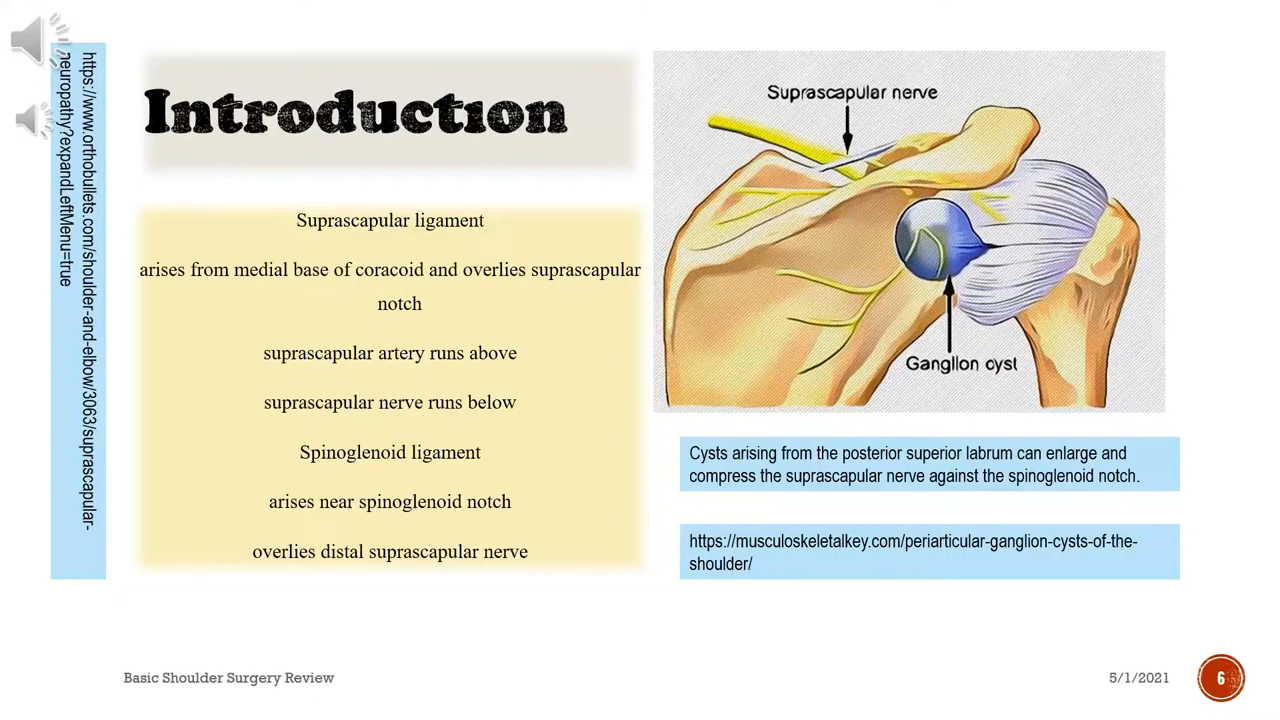 https://www.orthobullets.com/shoulder-and-elbow/3063/suprascapular-
neuropathy?expandLeftMenu=true
Introduction
Suprascapular ligament
arises from medial base of coracoid and overlies suprascapular
notch
suprascapular artery runs above
suprascapular nerve runs below
Spinoglenoid ligament
arises near spinoglenoid notch
overlies distal suprascapular nerve
Suprascapular nerve
Ganglion cyst
Cysts arising from the posterior superior labrum can enlarge and
compress the suprascapular nerve against the spinoglenoid notch.
https://musculoskeletalkey.com/periarticular-ganglion-cysts-of-the-
shoulder/
Basic Shoulder Surgery Review
5/1/2021
6